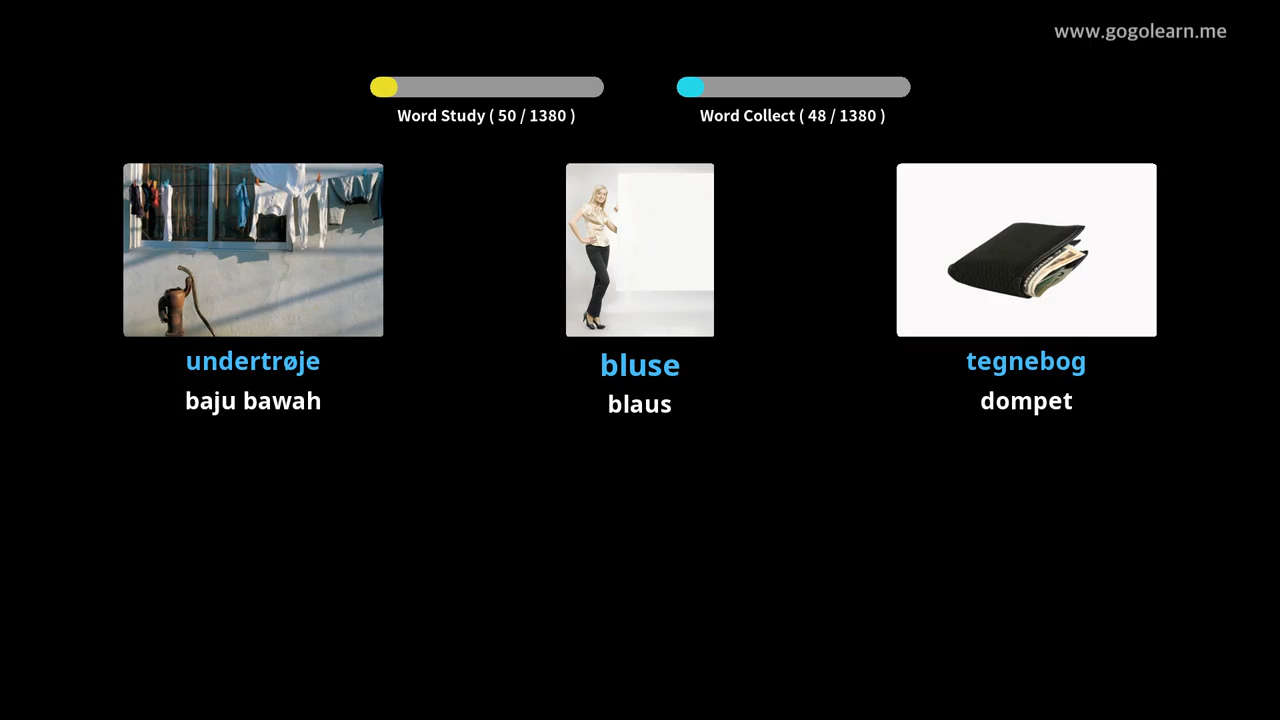 www.gogolearn.me
Word Study ( 50 / 1380 )
Word Collect ( 48 / 1380 )
undertrøje
baju bawah
bluse
blaus
tegnebog
dompet